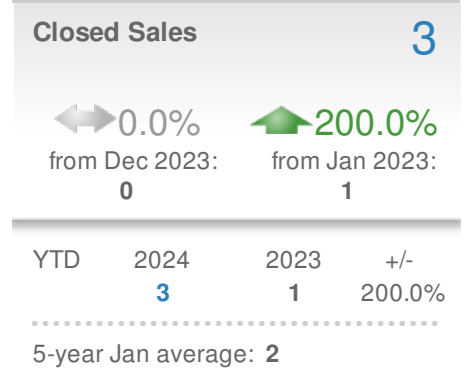 Closed Sales 3
0.0% 200.0%
from Dec 2023: from Jan 2023:
0 1
YTD 2024 2023 +/-
3 1 200.0%
5-year Jan average: 2